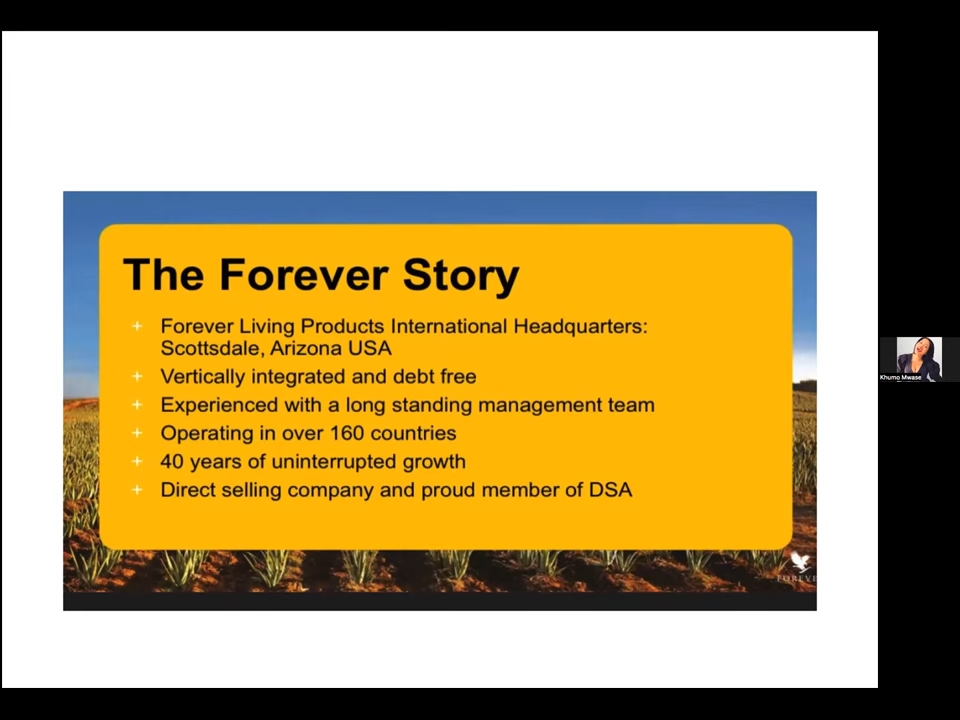 The Forever Story
+ Forever Living Products International Headquarters:
Scottsdale, Arizona USA
+ Vertically integrated and debt free
+ Experienced with a long standing management team
+ Operating in over 160 countries
+ 40 years of uninterrupted growth
+ Direct selling company and proud member of DSA
FOREVE
Khumo Mwase